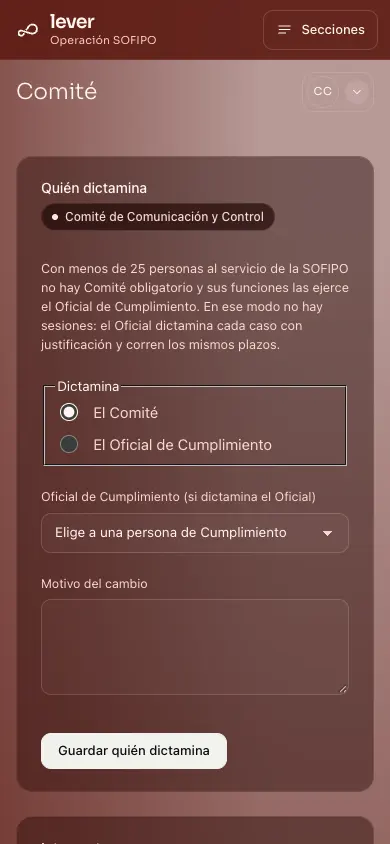 lever
Operación SOFIPO
Secciones
Comité
CC
Quién dictamina
Comité de Comunicación y Control
Con menos de 25 personas al servicio de la SOFIPO
no hay Comité obligatorio y sus funciones las ejerce
el Oficial de Cumplimiento. En ese modo no hay
sesiones: el Oficial dictamina cada caso con
justificación y corren los mismos plazos.
Dictamina
El Comité
El Oficial de Cumplimiento
Oficial de Cumplimiento (si dictamina el Oficial)
Elige a una persona de Cumplimiento
Motivo del cambio
Guardar quién dictamina